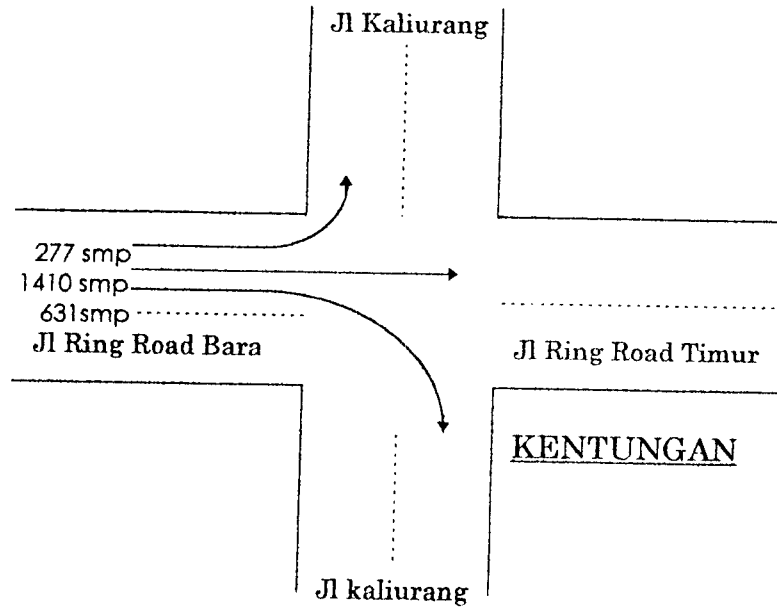 Jl Kaliurang
277 smp
1410 smp
631smp
Jl Ring Road Bara
Jl Ring Road Timur
KENTUNGAN
Jl kaliurang